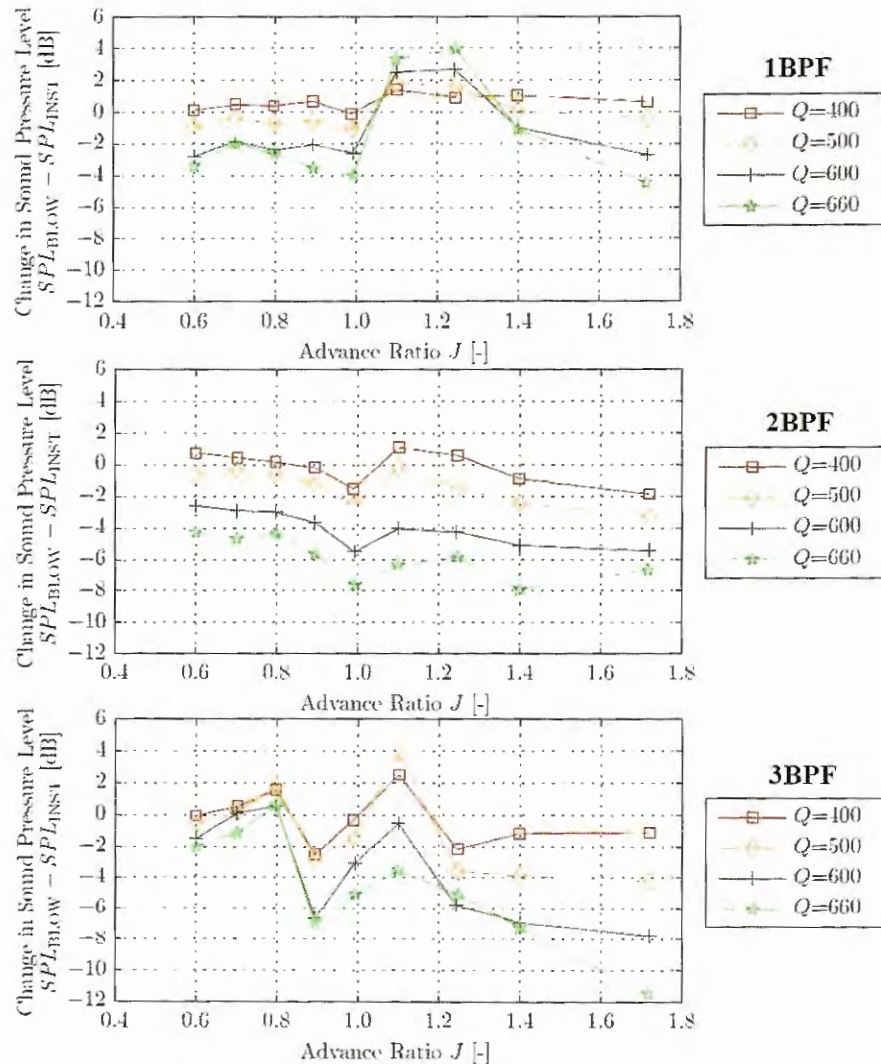 Change in Sound Pressure Level
SPL_BLOW − SPL_INST [dB]
6
4
2
0
−2
−4
−6
−8
−10
−12
0.4 0.6 0.8 1.0 1.2 1.4 1.6 1.8
Advance Ratio J [-]
1BPF
Q=400
Q=500
Q=600
Q=660
Change in Sound Pressure Level
SPL_BLOW − SPL_INST [dB]
6
4
2
0
−2
−4
−6
−8
−10
−12
0.4 0.6 0.8 1.0 1.2 1.4 1.6 1.8
Advance Ratio J [-]
2BPF
Q=400
Q=500
Q=600
Q=660
Change in Sound Pressure Level
SPL_BLOW − SPL_INST [dB]
6
4
2
0
−2
−4
−6
−8
−10
−12
0.4 0.6 0.8 1.0 1.2 1.4 1.6 1.8
Advance Ratio J [-]
3BPF
Q=400
Q=500
Q=600
Q=660